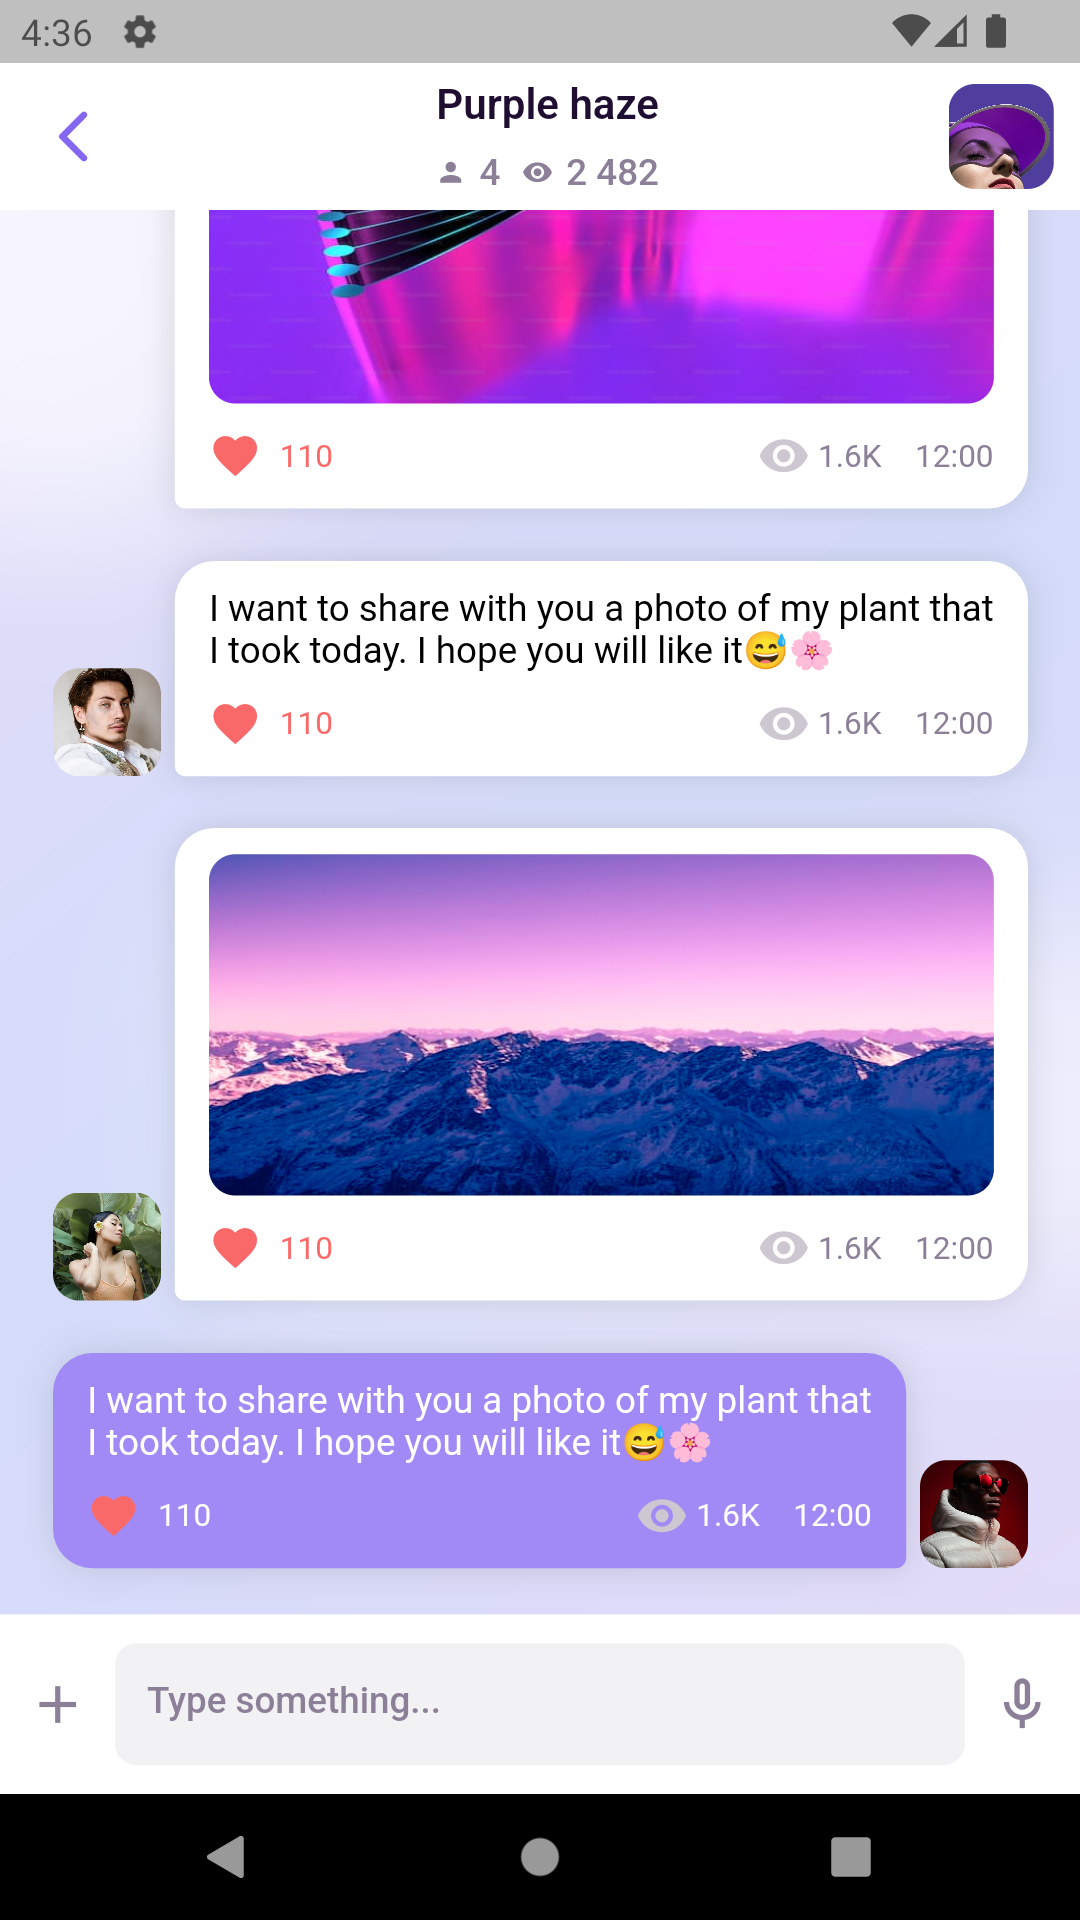 4:36
Purple haze
4 2 482
110 1.6K 12:00
I want to share with you a photo of my plant that
I took today. I hope you will like it😅🌸
110 1.6K 12:00
110 1.6K 12:00
I want to share with you a photo of my plant that
I took today. I hope you will like it😅🌸
110 1.6K 12:00
Type something...